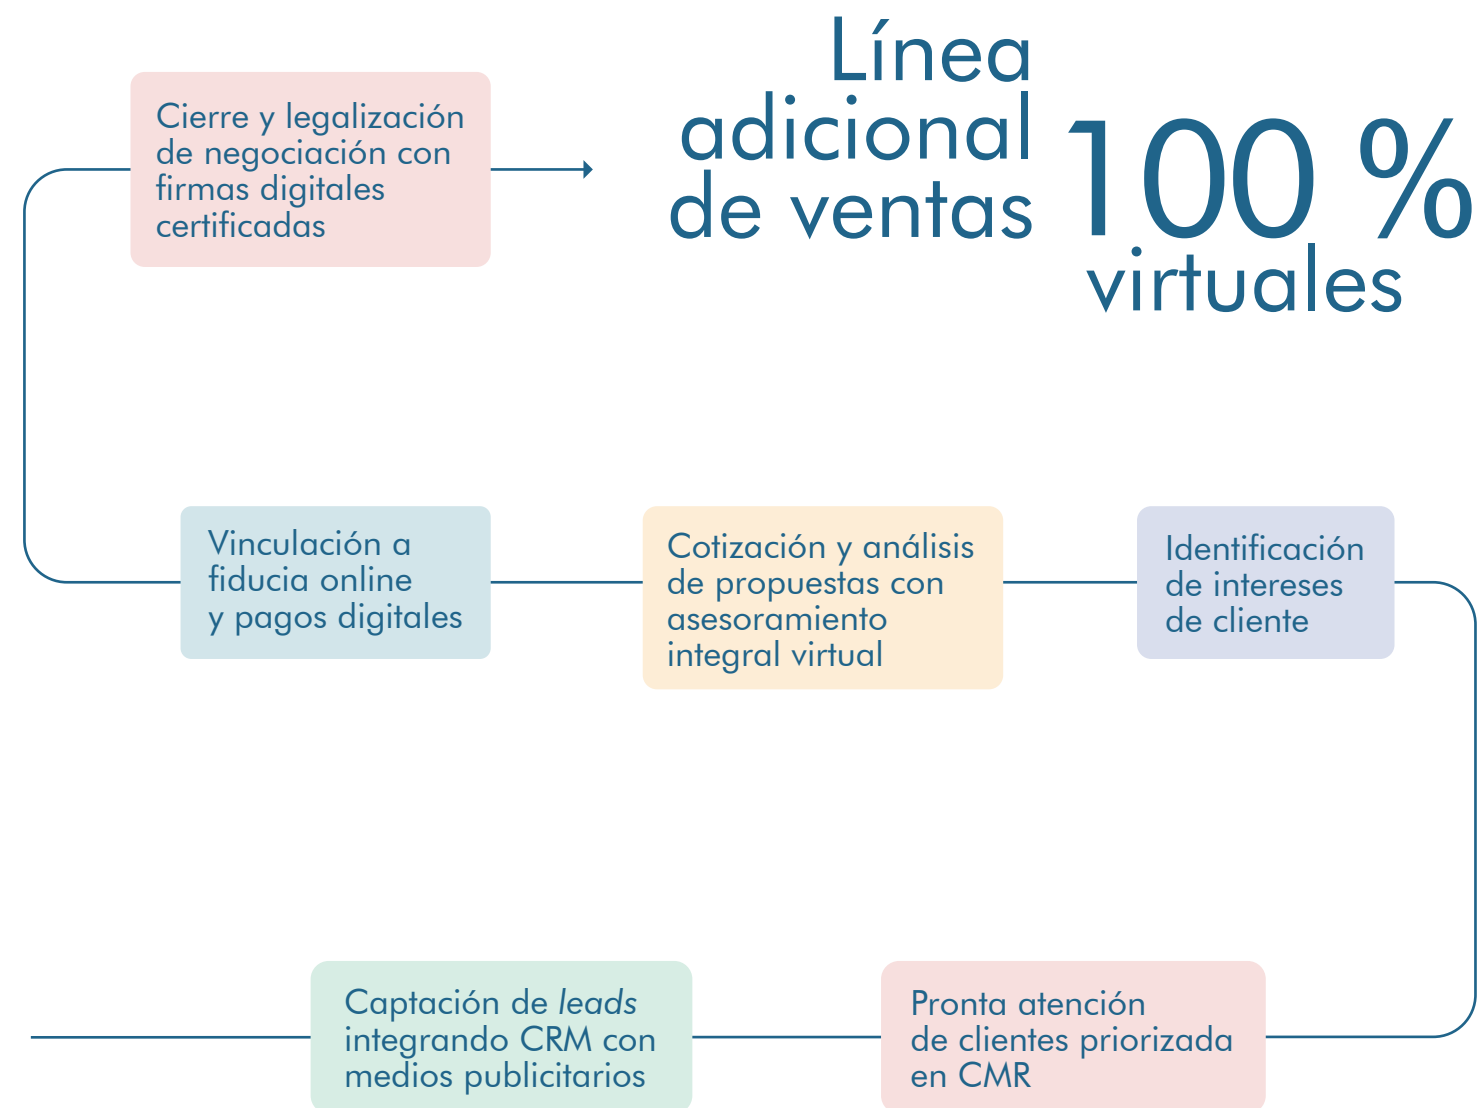 Línea
adicional
de ventas
100 %
virtuales
Cierre y legalización
de negociación con
firmas digitales
certificadas
Vinculación a
fiducia online
y pagos digitales
Cotización y análisis
de propuestas con
asesoramiento
integral virtual
Identificación
de intereses
de cliente
Captación de leads
integrando CRM con
medios publicitarios
Pronta atención
de clientes priorizada
en CMR